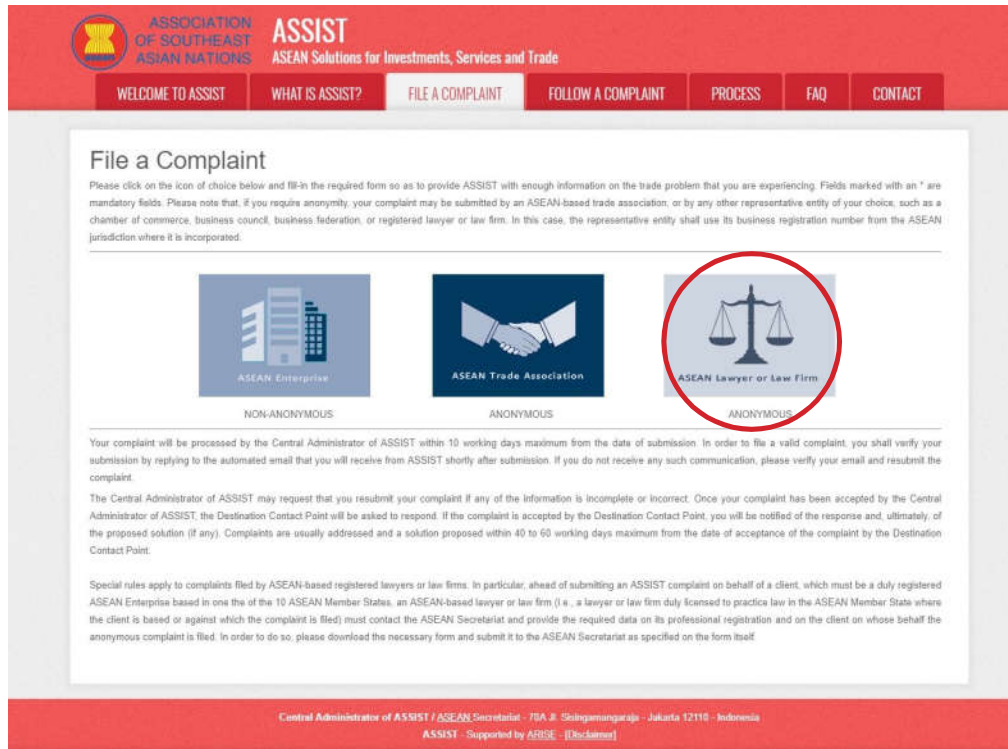 ASSOCIATION
OF SOUTHEAST
ASIAN NATIONS
ASSIST
ASEAN Solutions for Investments, Services and Trade
WELCOME TO ASSIST
WHAT IS ASSIST?
FILE A COMPLAINT
FOLLOW A COMPLAINT
PROCESS
FAQ
CONTACT
File a Complaint
Please click on the icon of choice below and fill-in the required form so as to provide ASSIST with enough information on the trade problem that you are experiencing. Fields marked with an * are
mandatory fields. Please note that, if you require anonymity, your complaint may be submitted by an ASEAN-based trade association, or by any other representative entity of your choice, such as a
chamber of commerce, business council, business federation, or registered lawyer or law firm. In this case, the representative entity shall use its business registration number from the ASEAN
jurisdiction where it is incorporated.
ASEAN Enterprise
ASEAN Trade Association
ASEAN Lawyer or Law Firm
NON-ANONYMOUS
ANONYMOUS
ANONYMOUS
Your complaint will be processed by the Central Administrator of ASSIST within 10 working days maximum from the date of submission. In order to file a valid complaint, you shall verify your
submission by replying to the automated email that you will receive from ASSIST shortly after submission. If you do not receive any such communication, please verify your email and resubmit the
complaint.
The Central Administrator of ASSIST may request that you resubmit your complaint if any of the information is incomplete or incorrect. Once your complaint has been accepted by the Central
Administrator of ASSIST, the Destination Contact Point will be asked to respond. If the complaint is accepted by the Destination Contact Point, you will be notified of the response and, ultimately, of
the proposed solution (if any). Complaints are usually addressed and a solution proposed within 40 to 60 working days maximum from the date of acceptance of the complaint by the Destination
Contact Point.
Special rules apply to complaints filed by ASEAN-based registered lawyers or law firms. In particular, ahead of submitting an ASSIST complaint on behalf of a client, which must be a duly registered
ASEAN Enterprise based in one the of the 10 ASEAN Member States, an ASEAN-based lawyer or law firm (i.e., a lawyer or law firm duly licensed to practice law in the ASEAN Member State where
the client is based or against which the complaint is filed) must contact the ASEAN Secretariat and provide the required data on its professional registration and on the client on whose behalf the
anonymous complaint is filed. In order to do so, please download the necessary form and submit it to the ASEAN Secretariat as specified on the form itself.
Central Administrator of ASSIST / ASEAN Secretariat - 70A Jl. Sisingamangaraja - Jakarta 12110 - Indonesia
ASSIST - Supported by ARISE - [Disclaimer]